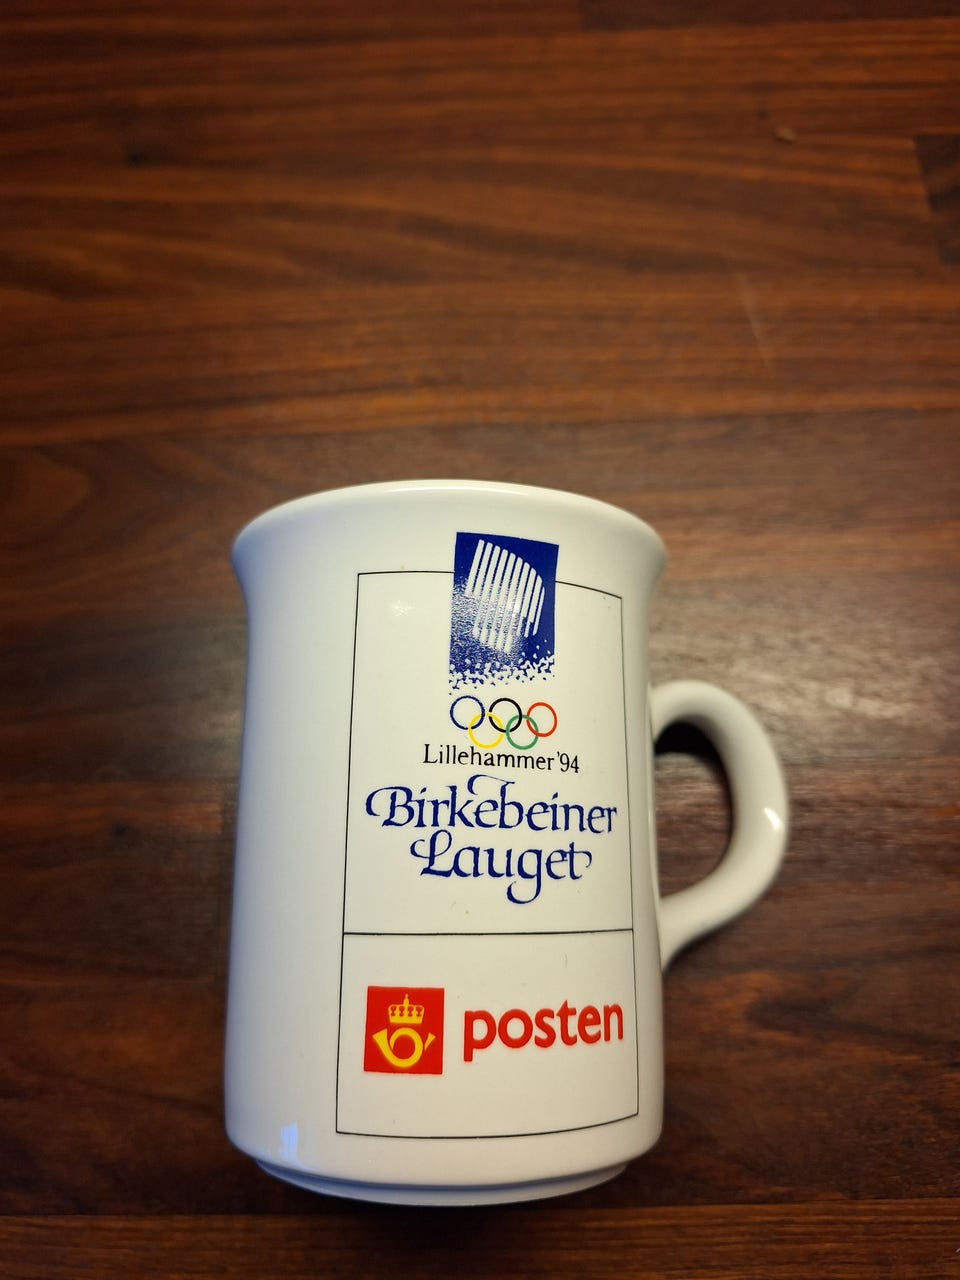 Lillehammer'94
Birkebeiner
Lauget
posten